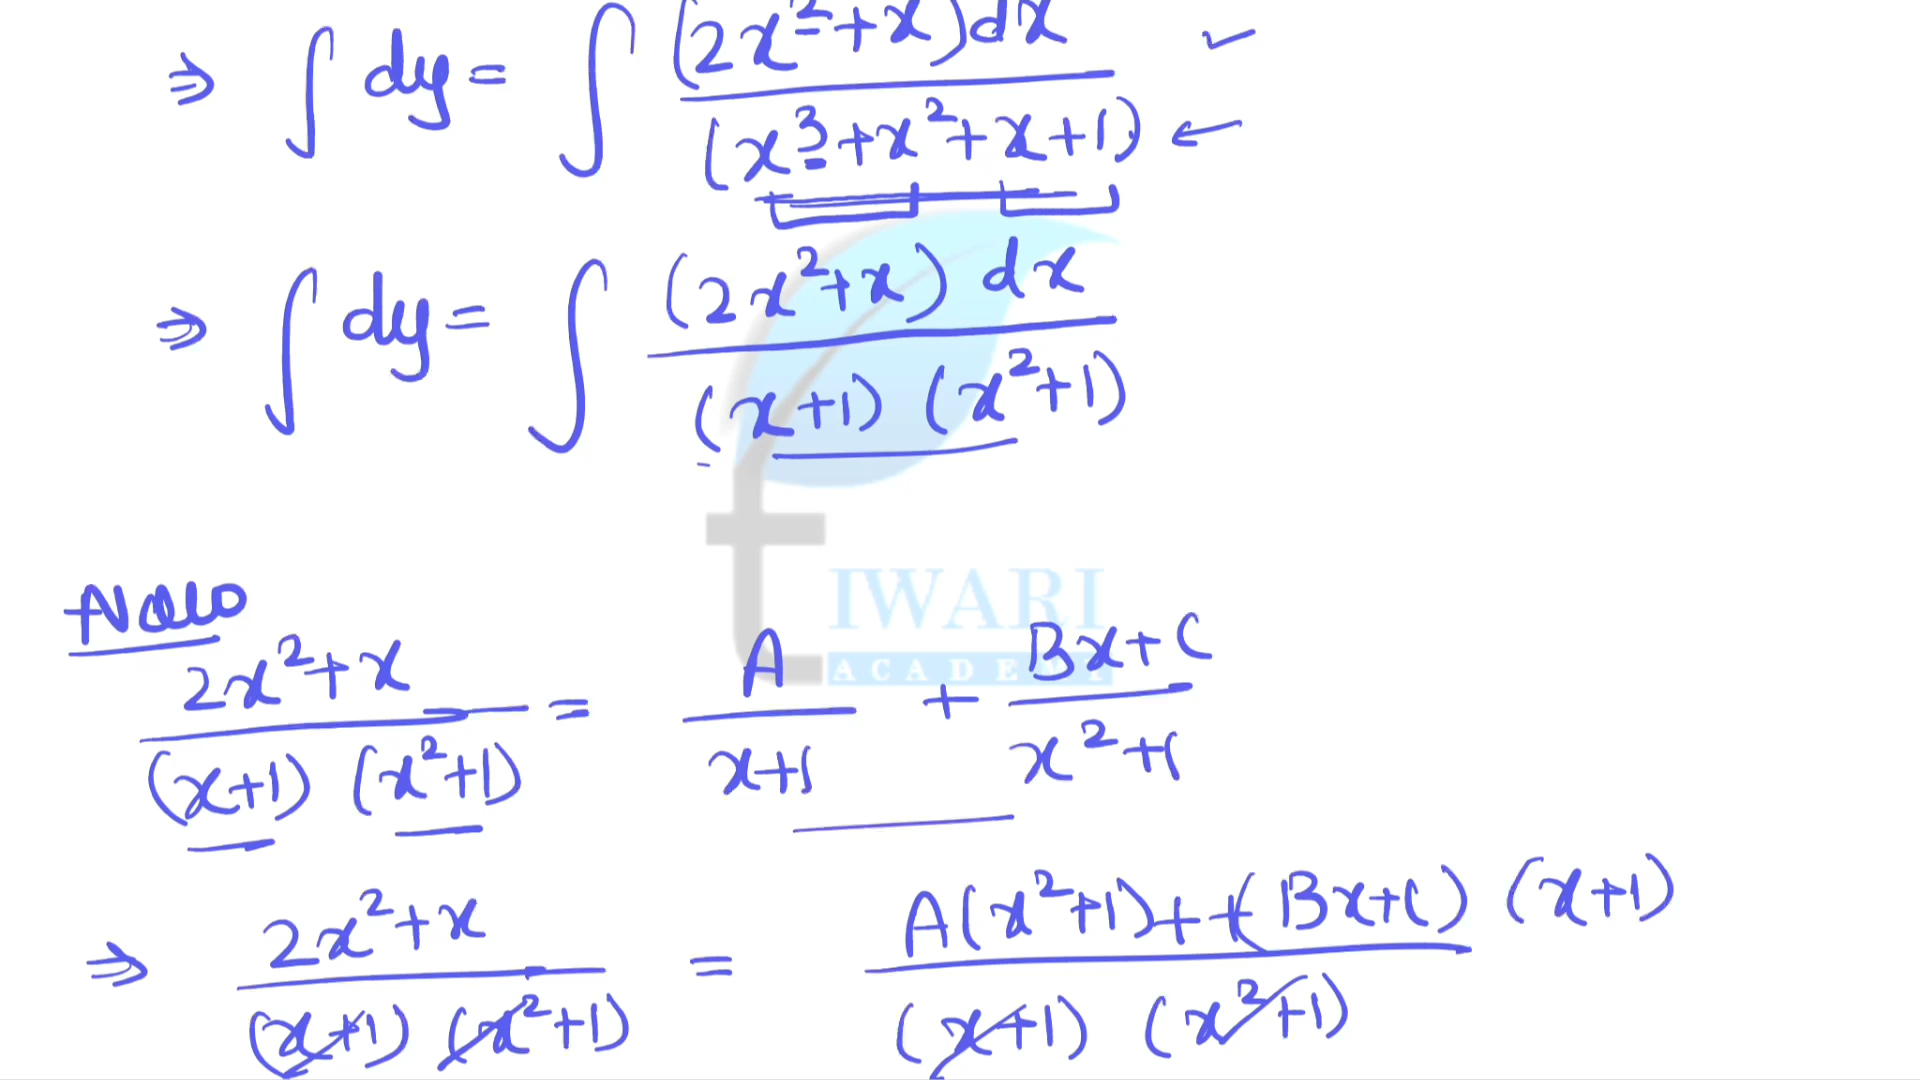 ⇒ ∫ dy = ∫ (2x²+x)dx / (x³+x²+x+1) ✓ ←
⇒ ∫ dy = ∫ (2x²+x) dx / (x+1) (x²+1)
Now
2x²+x / (x+1) (x²+1) = A / x+1 + Bx+C / x²+1
⇒ 2x²+x / (x+1) (x²+1) = A(x²+1)++(Bx+C) (x+1) / (x+1) (x²+1)
tIWARI
ACADEMY